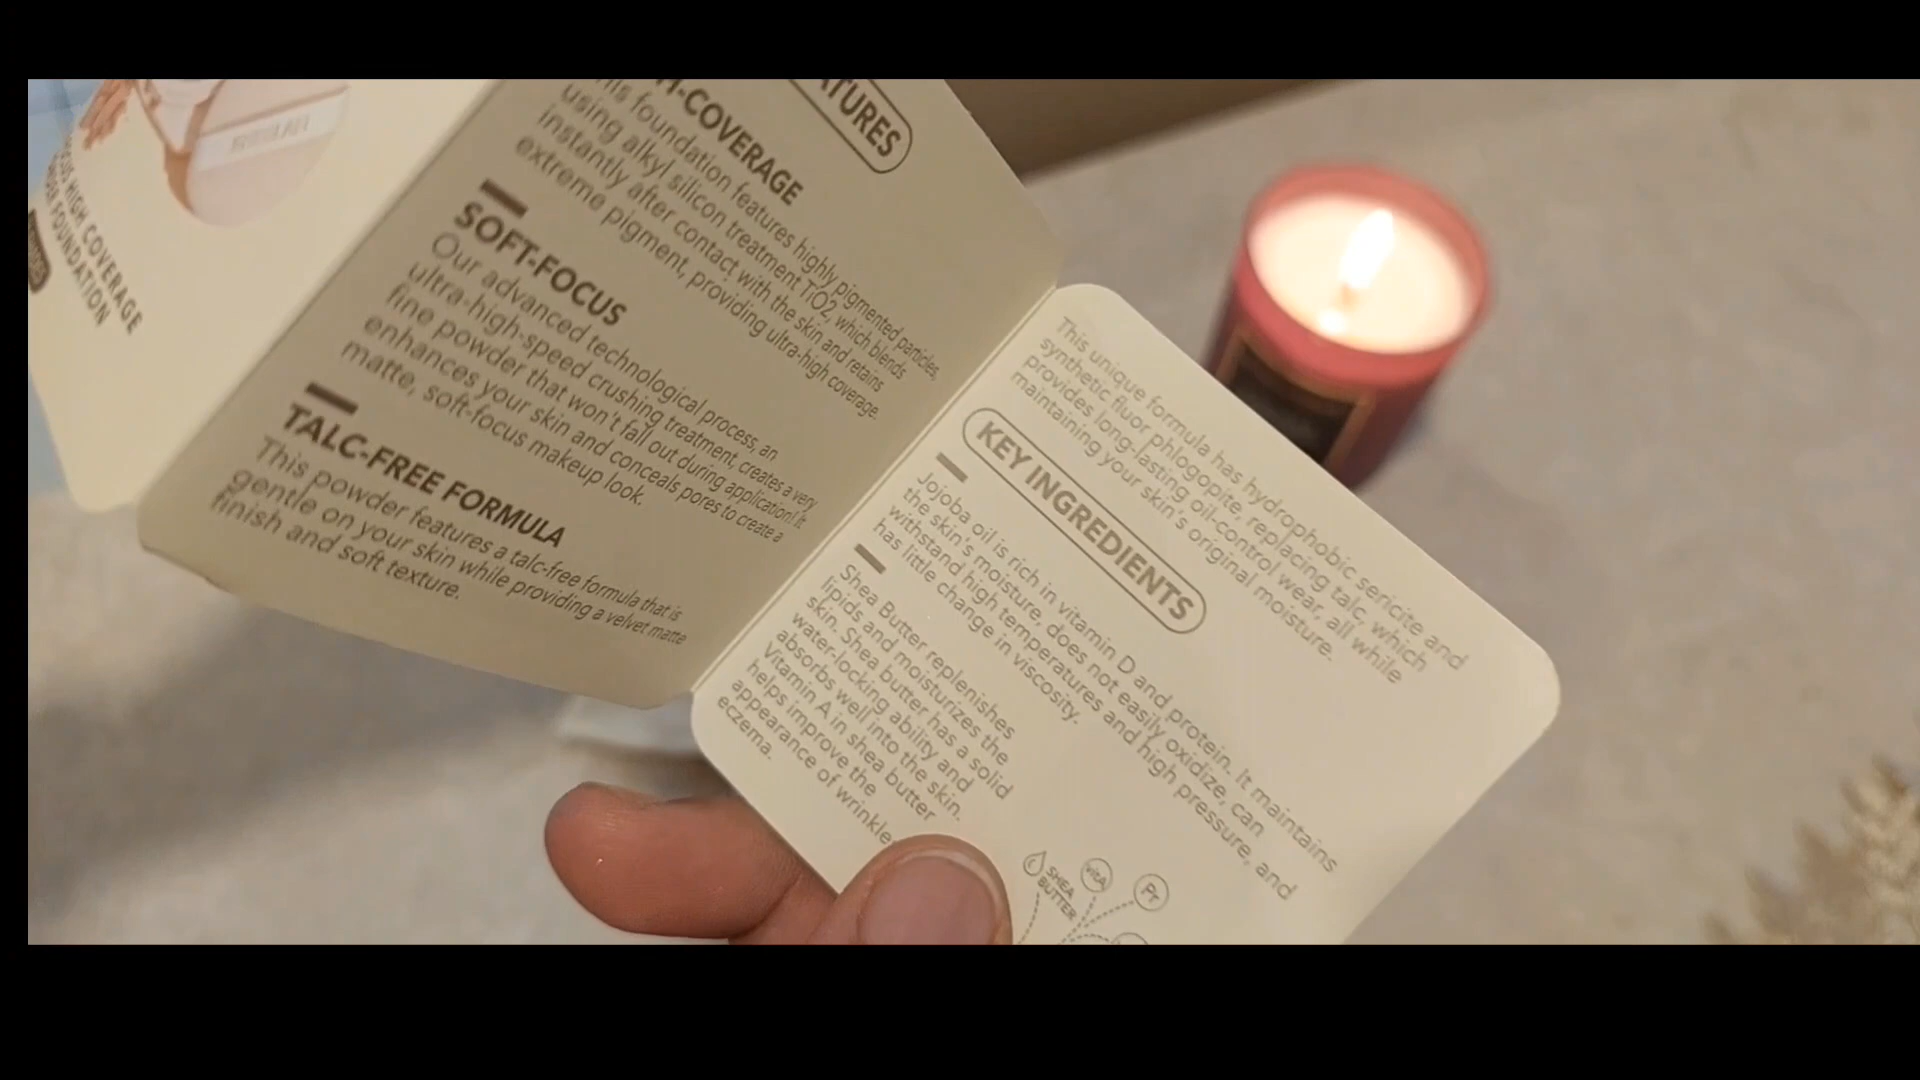 HIGH COVERAGE
FOUNDATION
ATURES
-COVERAGE
This foundation features highly pigmented particles,
using alkyl silicon treatment TiO2, which blends
instantly after contact with the skin and retains
extreme pigment, providing ultra-high coverage.
SOFT-FOCUS
Our advanced technological process, an
ultra-high-speed crushing treatment, creates a very
fine powder that won't fall out during application! It
enhances your skin and conceals pores to create a
matte, soft-focus makeup look.
TALC-FREE FORMULA
This powder features a talc-free formula that is
gentle on your skin while providing a velvet matte
finish and soft texture.
This unique formula has hydrophobic sericite and
synthetic fluor phlogopite, replacing talc, which
provides long-lasting oil-control wear, all while
maintaining your skin's original moisture.
KEY INGREDIENTS
Jojoba oil is rich in vitamin D and protein. It maintains
the skin's moisture, does not easily oxidize, can
withstand high temperatures and high pressure, and
has little change in viscosity.
Shea Butter replenishes
lipids and moisturizes the
skin. Shea butter has a solid
water-locking ability and
absorbs well into the skin.
Vitamin A in shea butter
helps improve the
appearance of wrinkle
eczema.
SHEA
BUTTER
vitA
Pr